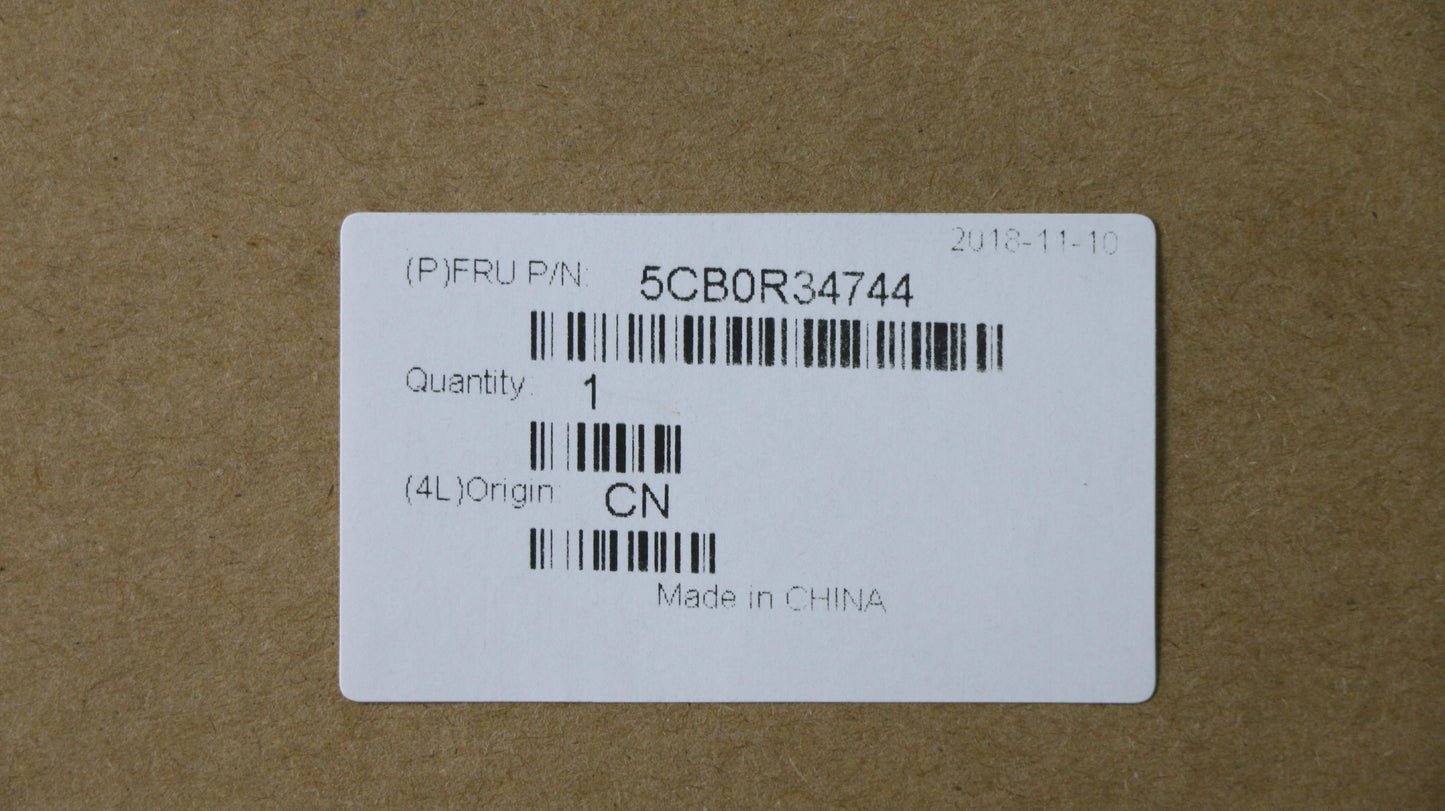 2018-11-10
(P)FRU P/N: 5CB0R34744
Quantity: 1
(4L)Origin: CN
Made in CHINA